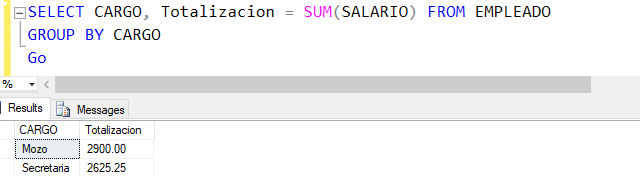 SELECT CARGO, Totalizacion = SUM(SALARIO) FROM EMPLEADO
GROUP BY CARGO
Go
%
Results Messages
CARGO Totalizacion
Mozo 2900.00
Secretaria 2625.25